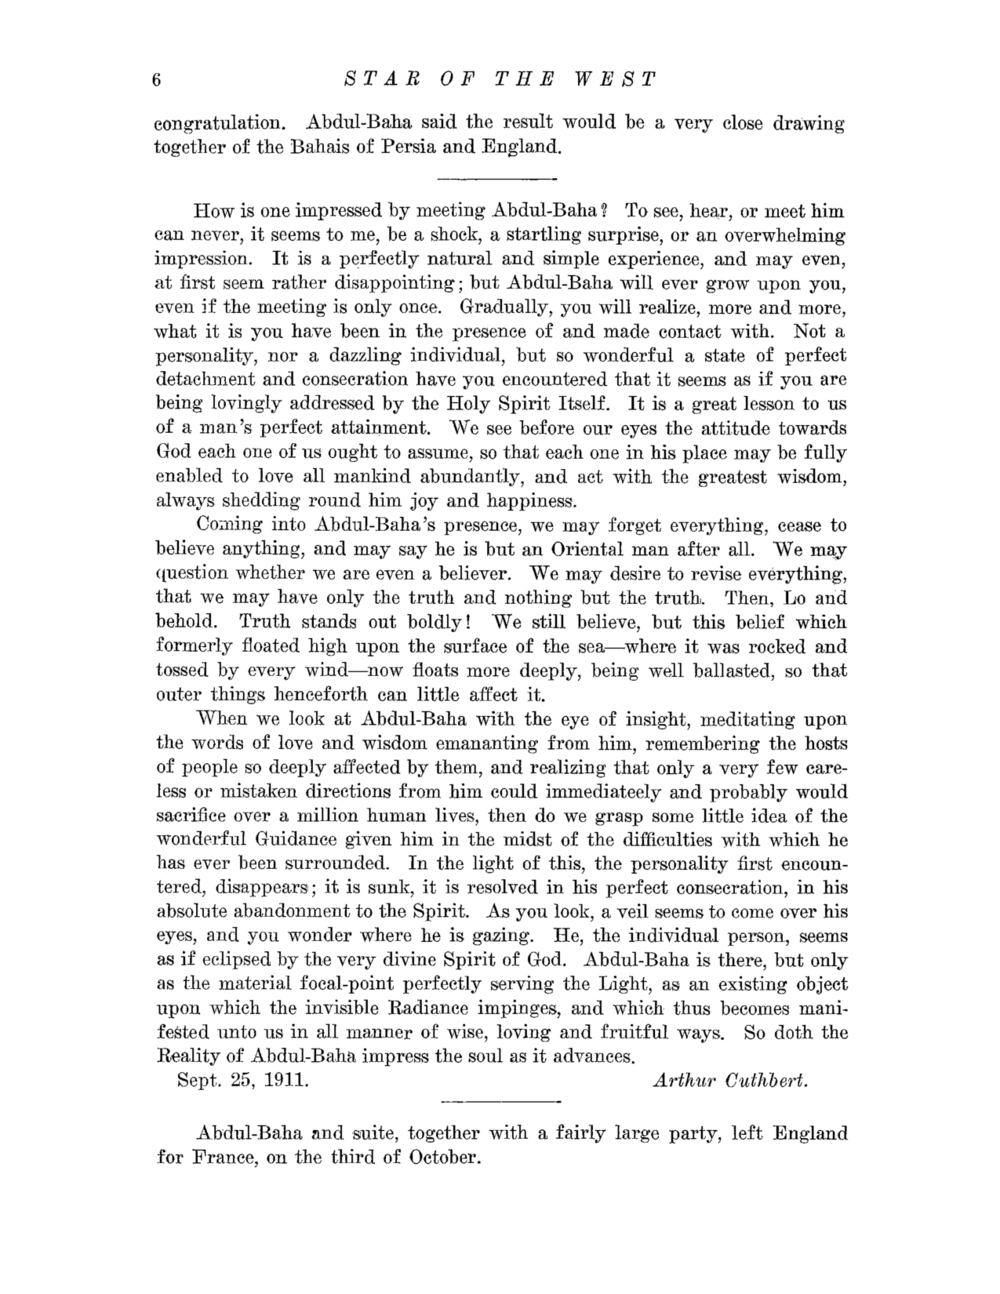 6 STAR OF THE WEST
congratulation. Abdul-Baha said the result would be a very close drawing
together of the Bahais of Persia and England.
How is one impressed by meeting Abdul-Baha? To see, hear, or meet him
can never, it seems to me, be a shock, a startling surprise, or an overwhelming
impression. It is a perfectly natural and simple experience, and may even,
at first seem rather disappointing; but Abdul-Baha will ever grow upon you,
even if the meeting is only once. Gradually, you will realize, more and more,
what it is you have been in the presence of and made contact with. Not a
personality, nor a dazzling individual, but so wonderful a state of perfect
detachment and consecration have you encountered that it seems as if you are
being lovingly addressed by the Holy Spirit Itself. It is a great lesson to us
of a man's perfect attainment. We see before our eyes the attitude towards
God each one of us ought to assume, so that each one in his place may be fully
enabled to love all mankind abundantly, and act with the greatest wisdom,
always shedding round him joy and happiness.
Coming into Abdul-Baha's presence, we may forget everything, cease to
believe anything, and may say he is but an Oriental man after all. We may
question whether we are even a believer. We may desire to revise everything,
that we may have only the truth and nothing but the truth. Then, Lo and
behold. Truth stands out boldly! We still believe, but this belief which
formerly floated high upon the surface of the sea—where it was rocked and
tossed by every wind—now floats more deeply, being well ballasted, so that
outer things henceforth can little affect it.
When we look at Abdul-Baha with the eye of insight, meditating upon
the words of love and wisdom emananting from him, remembering the hosts
of people so deeply affected by them, and realizing that only a very few care-
less or mistaken directions from him could immediateely and probably would
sacrifice over a million human lives, then do we grasp some little idea of the
wonderful Guidance given him in the midst of the difficulties with which he
has ever been surrounded. In the light of this, the personality first encoun-
tered, disappears; it is sunk, it is resolved in his perfect consecration, in his
absolute abandonment to the Spirit. As you look, a veil seems to come over his
eyes, and you wonder where he is gazing. He, the individual person, seems
as if eclipsed by the very divine Spirit of God. Abdul-Baha is there, but only
as the material focal-point perfectly serving the Light, as an existing object
upon which the invisible Radiance impinges, and which thus becomes mani-
fested unto us in all manner of wise, loving and fruitful ways. So doth the
Reality of Abdul-Baha impress the soul as it advances.
Sept. 25, 1911. Arthur Cuthbert.
Abdul-Baha and suite, together with a fairly large party, left England
for France, on the third of October.